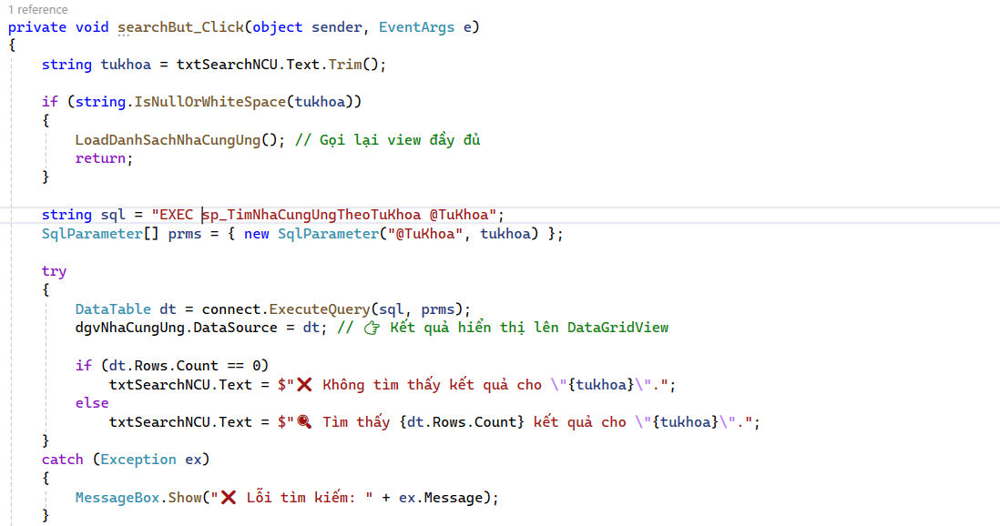 1 reference
private void searchBut_Click(object sender, EventArgs e)
{
    string tukhoa = txtSearchNCU.Text.Trim();

    if (string.IsNullOrWhiteSpace(tukhoa))
    {
        LoadDanhSachNhaCungUng(); // Gọi lại view đầy đủ
        return;
    }

    string sql = "EXEC sp_TimNhaCungUngTheoTuKhoa @TuKhoa";
    SqlParameter[] prms = { new SqlParameter("@TuKhoa", tukhoa) };

    try
    {
        DataTable dt = connect.ExecuteQuery(sql, prms);
        dgvNhaCungUng.DataSource = dt; // 👉 Kết quả hiển thị lên DataGridView

        if (dt.Rows.Count == 0)
            txtSearchNCU.Text = $"❌ Không tìm thấy kết quả cho \"{tukhoa}\".";
        else
            txtSearchNCU.Text = $"🔍 Tìm thấy {dt.Rows.Count} kết quả cho \"{tukhoa}\".";
    }
    catch (Exception ex)
    {
        MessageBox.Show("❌ Lỗi tìm kiếm: " + ex.Message);
    }